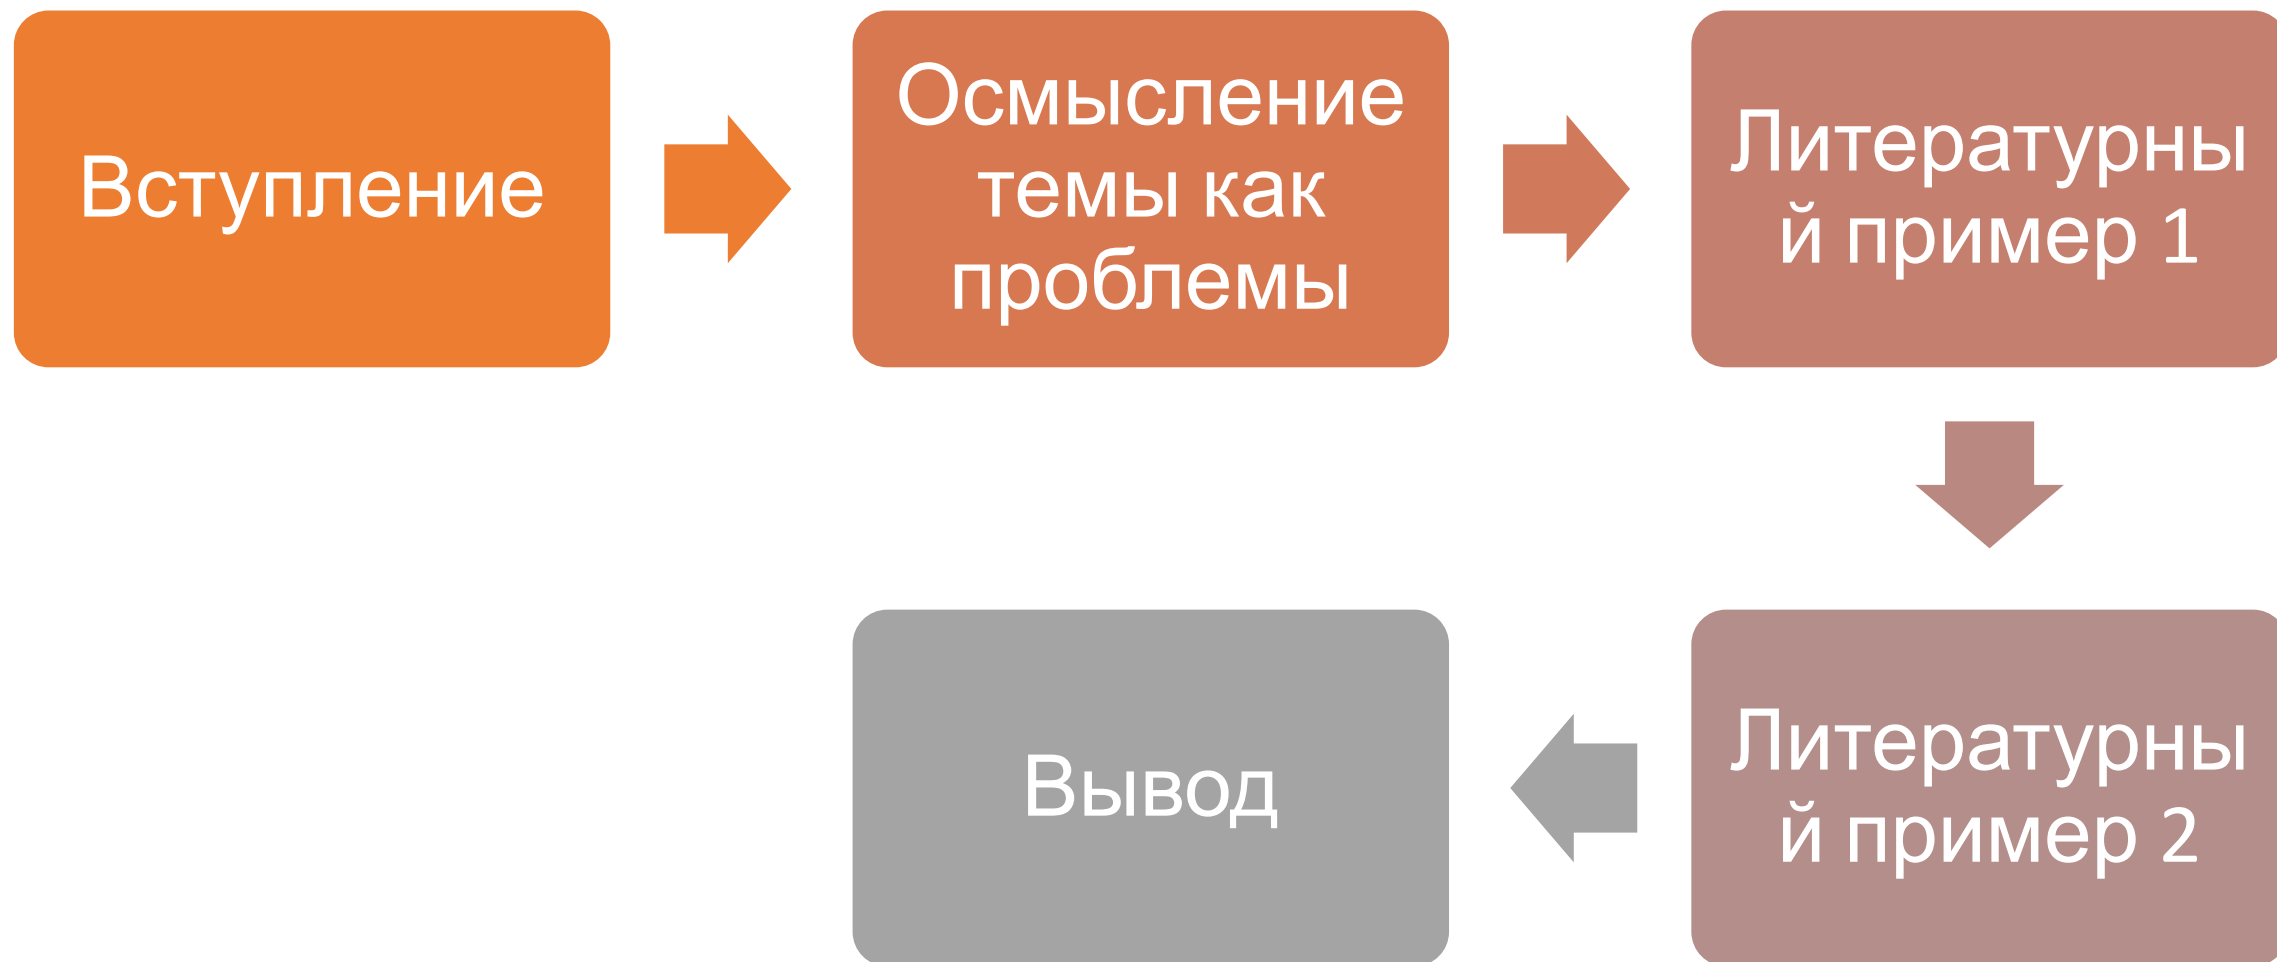 Вступление
Осмысление
темы как
проблемы
Литературны
й пример 1
Литературны
й пример 2
Вывод